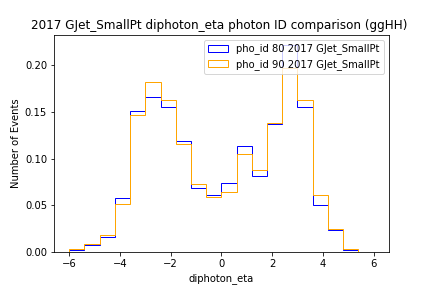 2017 GJet_SmallPt diphoton_eta photon ID comparison (ggHH)
pho_id 80 2017 GJet_SmallPt
pho_id 90 2017 GJet_SmallPt
Number of Events
0.20
0.15
0.10
0.05
0.00
−6 −4 −2 0 2 4 6
diphoton_eta